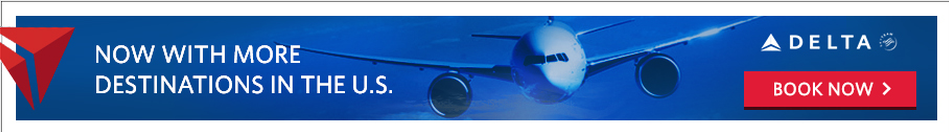 NOW WITH MORE
DESTINATIONS IN THE U.S.
DELTA
BOOK NOW